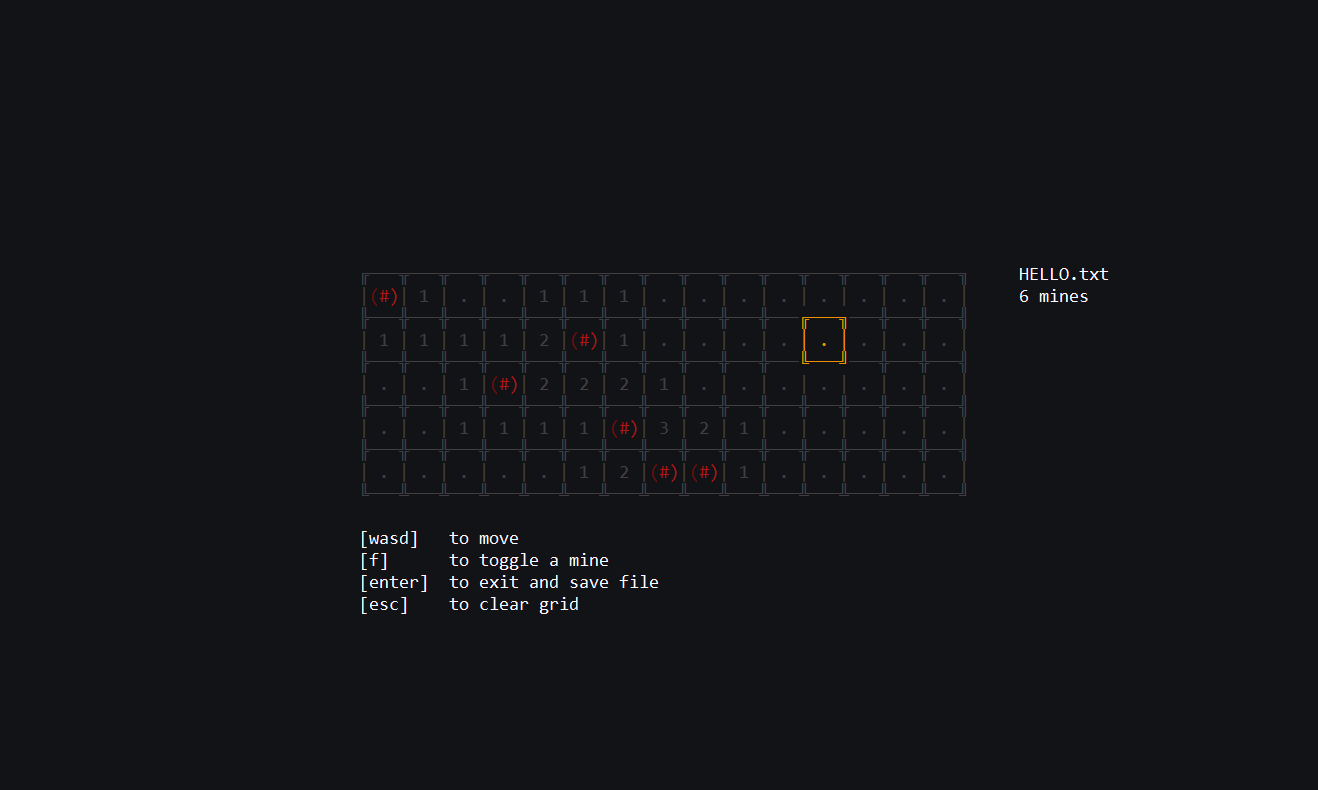 HELLO.txt
|(#)| 1 | . | . | 1 | 1 | 1 | . | . | . | . | . | . | . | . |
6 mines
| 1 | 1 | 1 | 1 | 2 |(#)| 1 | . | . | . | . | . | . | . | . |
| . | . | 1 |(#)| 2 | 2 | 2 | 1 | . | . | . | . | . | . | . |
| . | . | 1 | 1 | 1 | 1 |(#)| 3 | 2 | 1 | . | . | . | . | . |
| . | . | . | . | . | 1 | 2 |(#)|(#)| 1 | . | . | . | . | . |
[wasd] to move
[f] to toggle a mine
[enter] to exit and save file
[esc] to clear grid